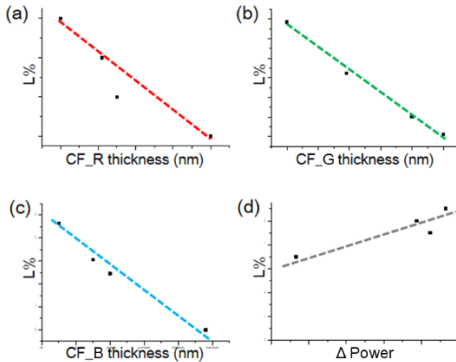 (a)
L%
CF_R thickness (nm)
(b)
L%
CF_G thickness (nm)
(c)
L%
CF_B thickness (nm)
(d)
L%
Δ Power